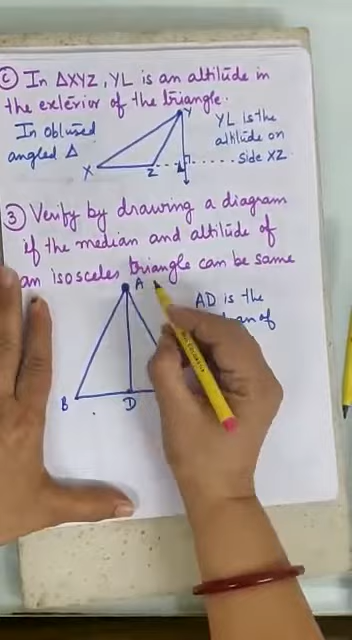 C In ΔXYZ, YL is an altitude in
the exterior of the triangle.
In obtused
angled Δ
Y
X
Z
YL is the
altitude on
side XZ
3 Verify by drawing a diagram
if the median and altitude of
an isosceles triangle can be same
A
B
D
AD is the
of